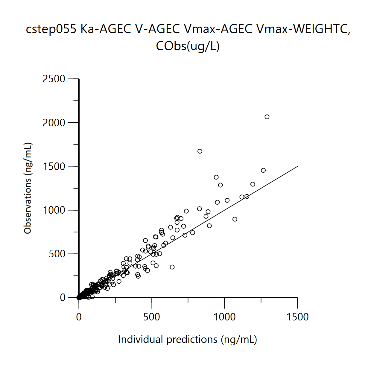 cstep055 Ka-AGEC V-AGEC Vmax-AGEC Vmax-WEIGHTC,
CObs(ug/L)
2500
2000
1500
1000
500
0
Observations (ng/mL)
0 500 1000 1500
Individual predictions (ng/mL)